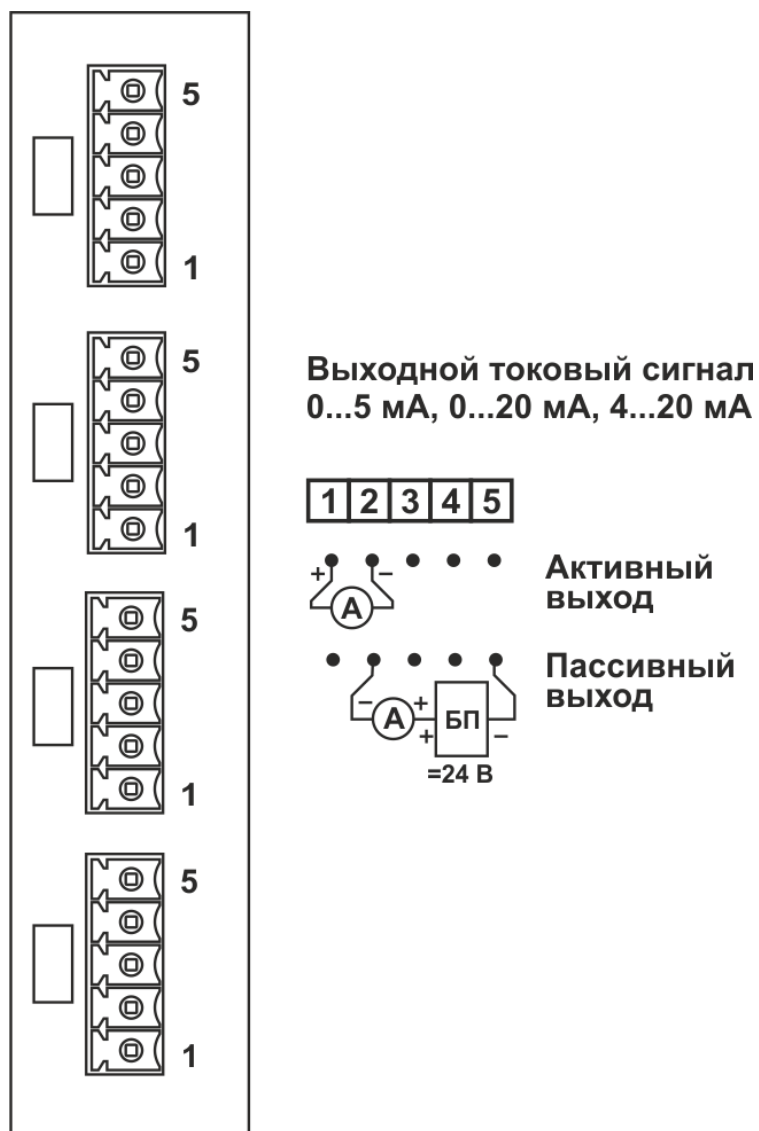 5
1
5
1
5
1
5
1
Выходной токовый сигнал
0...5 мА, 0...20 мА, 4...20 мА
1 2 3 4 5
+ −
А
Активный
выход
− А + + БП −
=24 В
Пассивный
выход